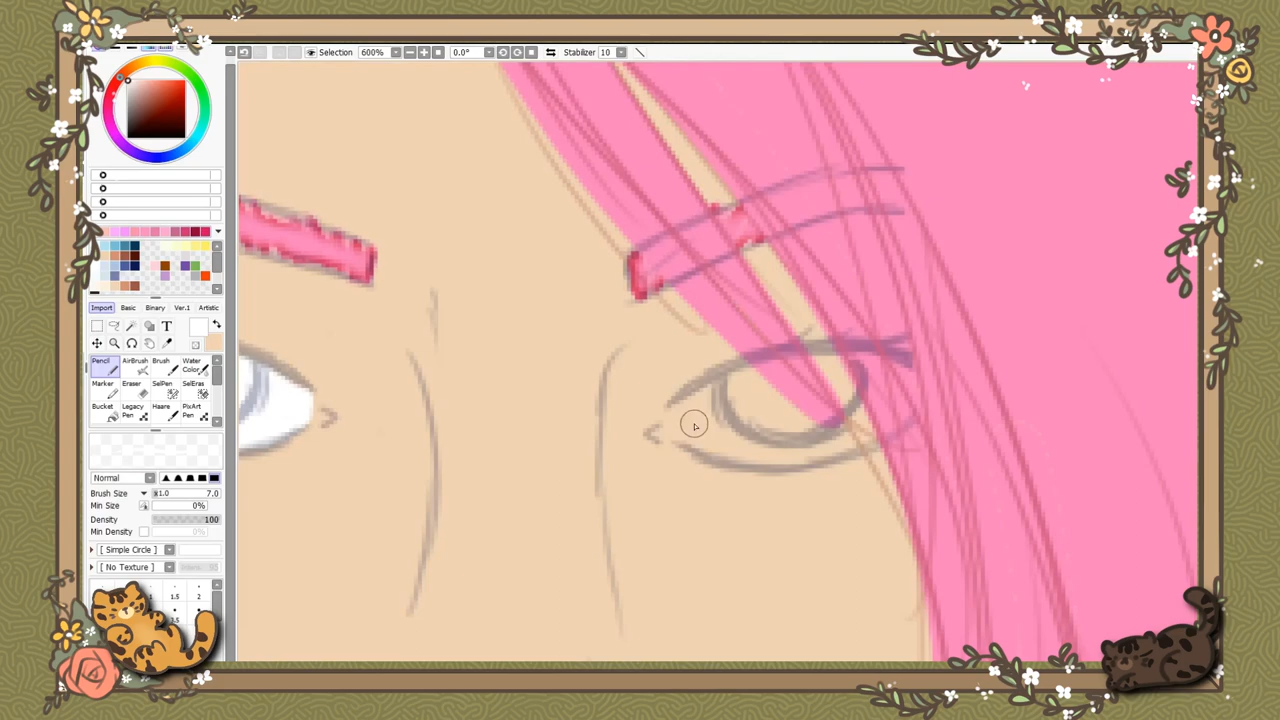 Selection 600% 0.0° Stabilizer 10
Import Basic Binary Ver.1 Artistic
T
Pencil AirBrush Brush Water Color
Marker Eraser SelPen SelEras
Bucket Legacy Pen Haare PixArt Pen
Normal
Brush Size x1.0 7.0
Min Size 0%
Density 100
Min Density 0%
[ Simple Circle ]
[ No Texture ]
1 1.5 2